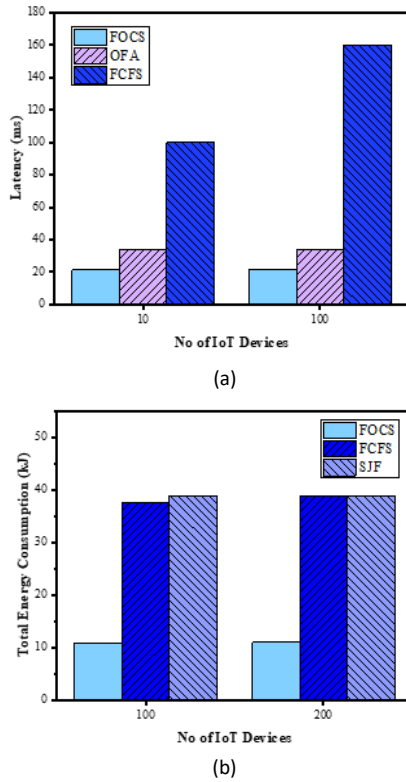 180
160
140
120
100
80
60
40
20
0
Latency (ms)
FOCS
OFA
FCFS
10
100
No of IoT Devices
(a)
50
40
30
20
10
0
Total Energy Consumption (kJ)
FOCS
FCFS
SJF
100
200
No of IoT Devices
(b)